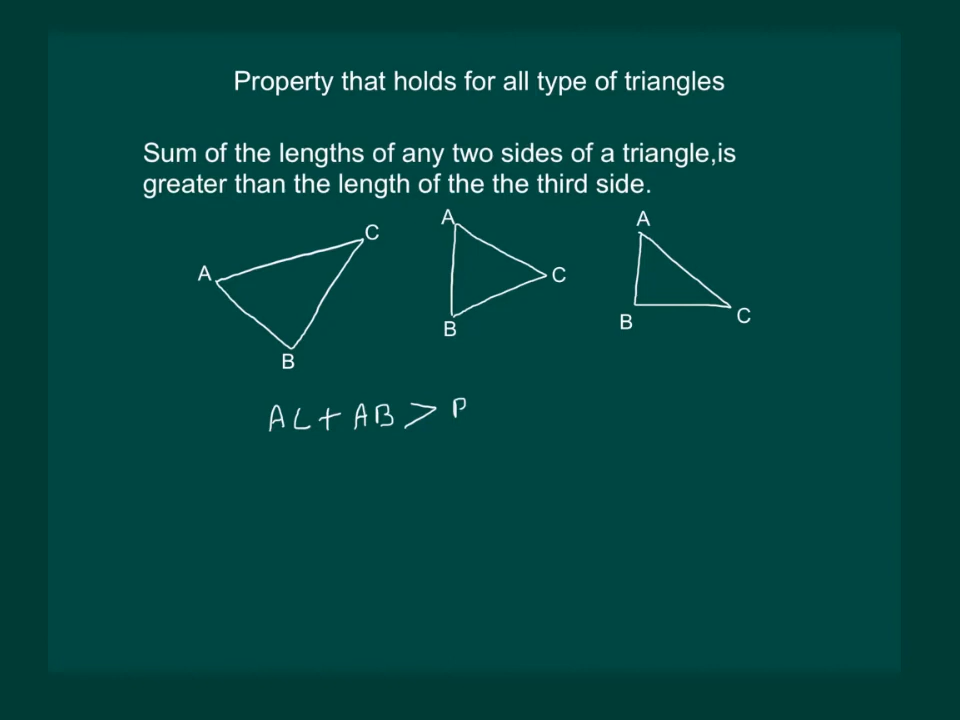 Property that holds for all type of triangles
Sum of the lengths of any two sides of a triangle,is
greater than the length of the the third side.
A
C
B
A
C
B
A
B
C
AC+ AB > P